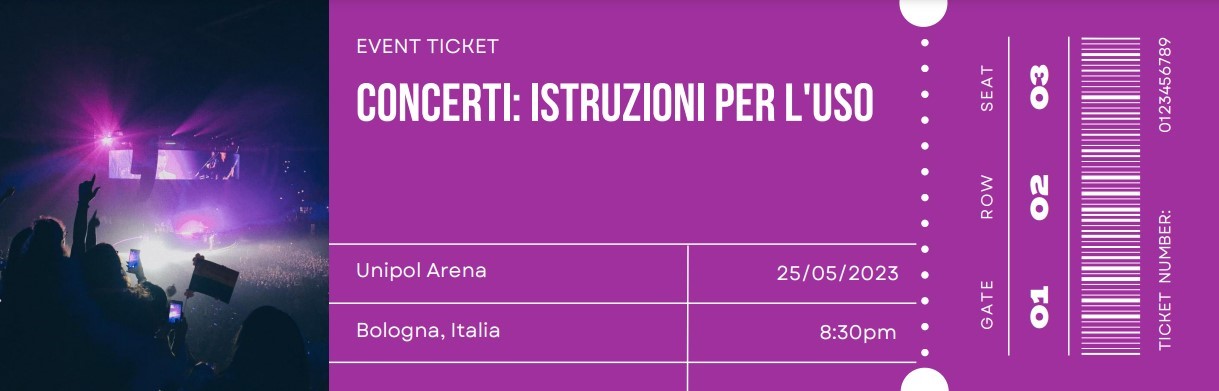 EVENT TICKET
CONCERTI: ISTRUZIONI PER L'USO
Unipol Arena
25/05/2023
Bologna, Italia
8:30pm
GATE ROW SEAT
01 02 03
TICKET NUMBER: 0123456789